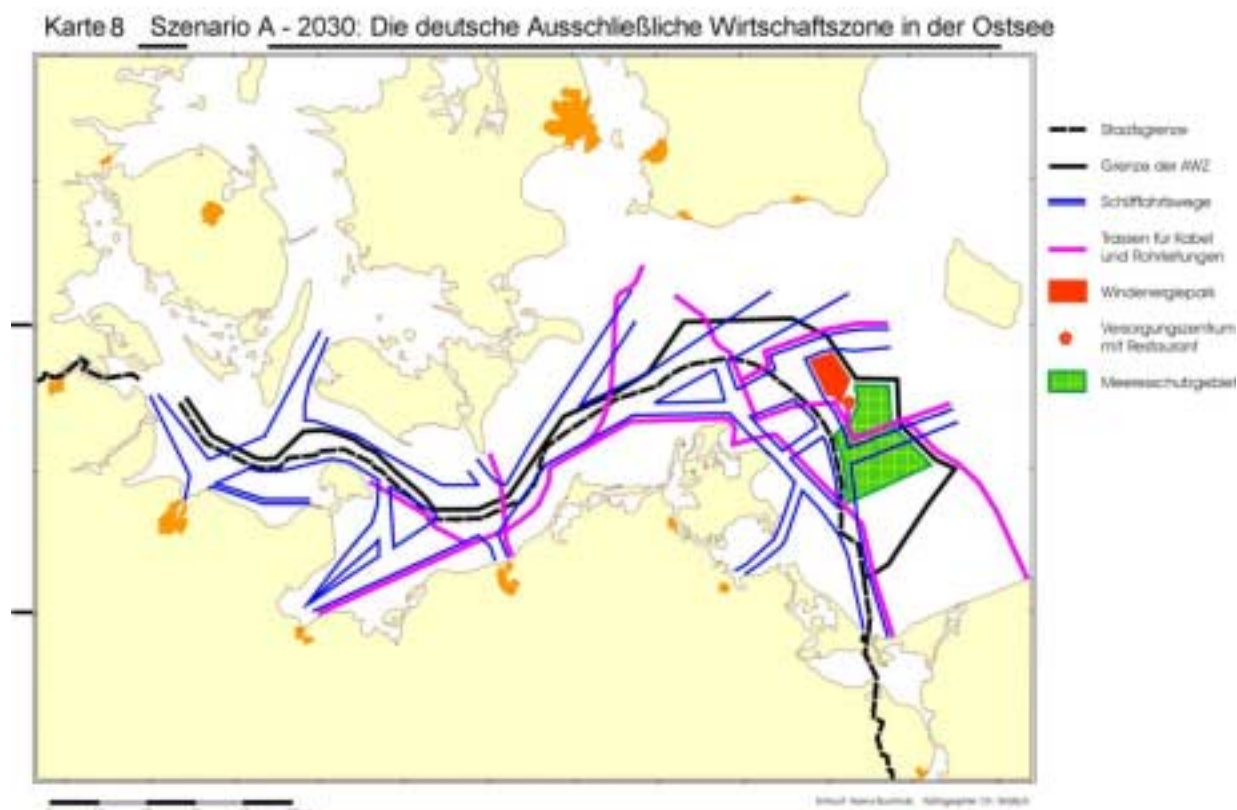 Karte 8 Szenario A - 2030: Die deutsche Ausschließliche Wirtschaftszone in der Ostsee
Staatsgrenze
Grenze der AWZ
Schifffahrtswege
Trassen für Kabel
und Rohrleitungen
Windenergiepark
Versorgungszentrum
mit Restaurant
Meeresschutzgebiet